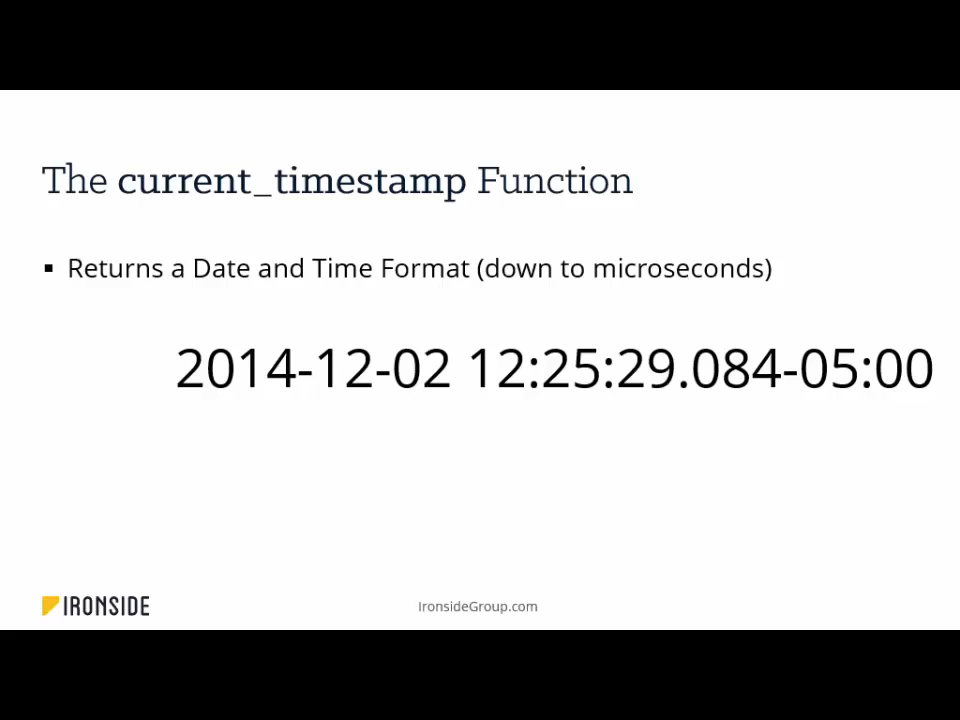 The current_timestamp Function
▪ Returns a Date and Time Format (down to microseconds)
2014-12-02 12:25:29.084-05:00
IRONSIDE
IronsideGroup.com